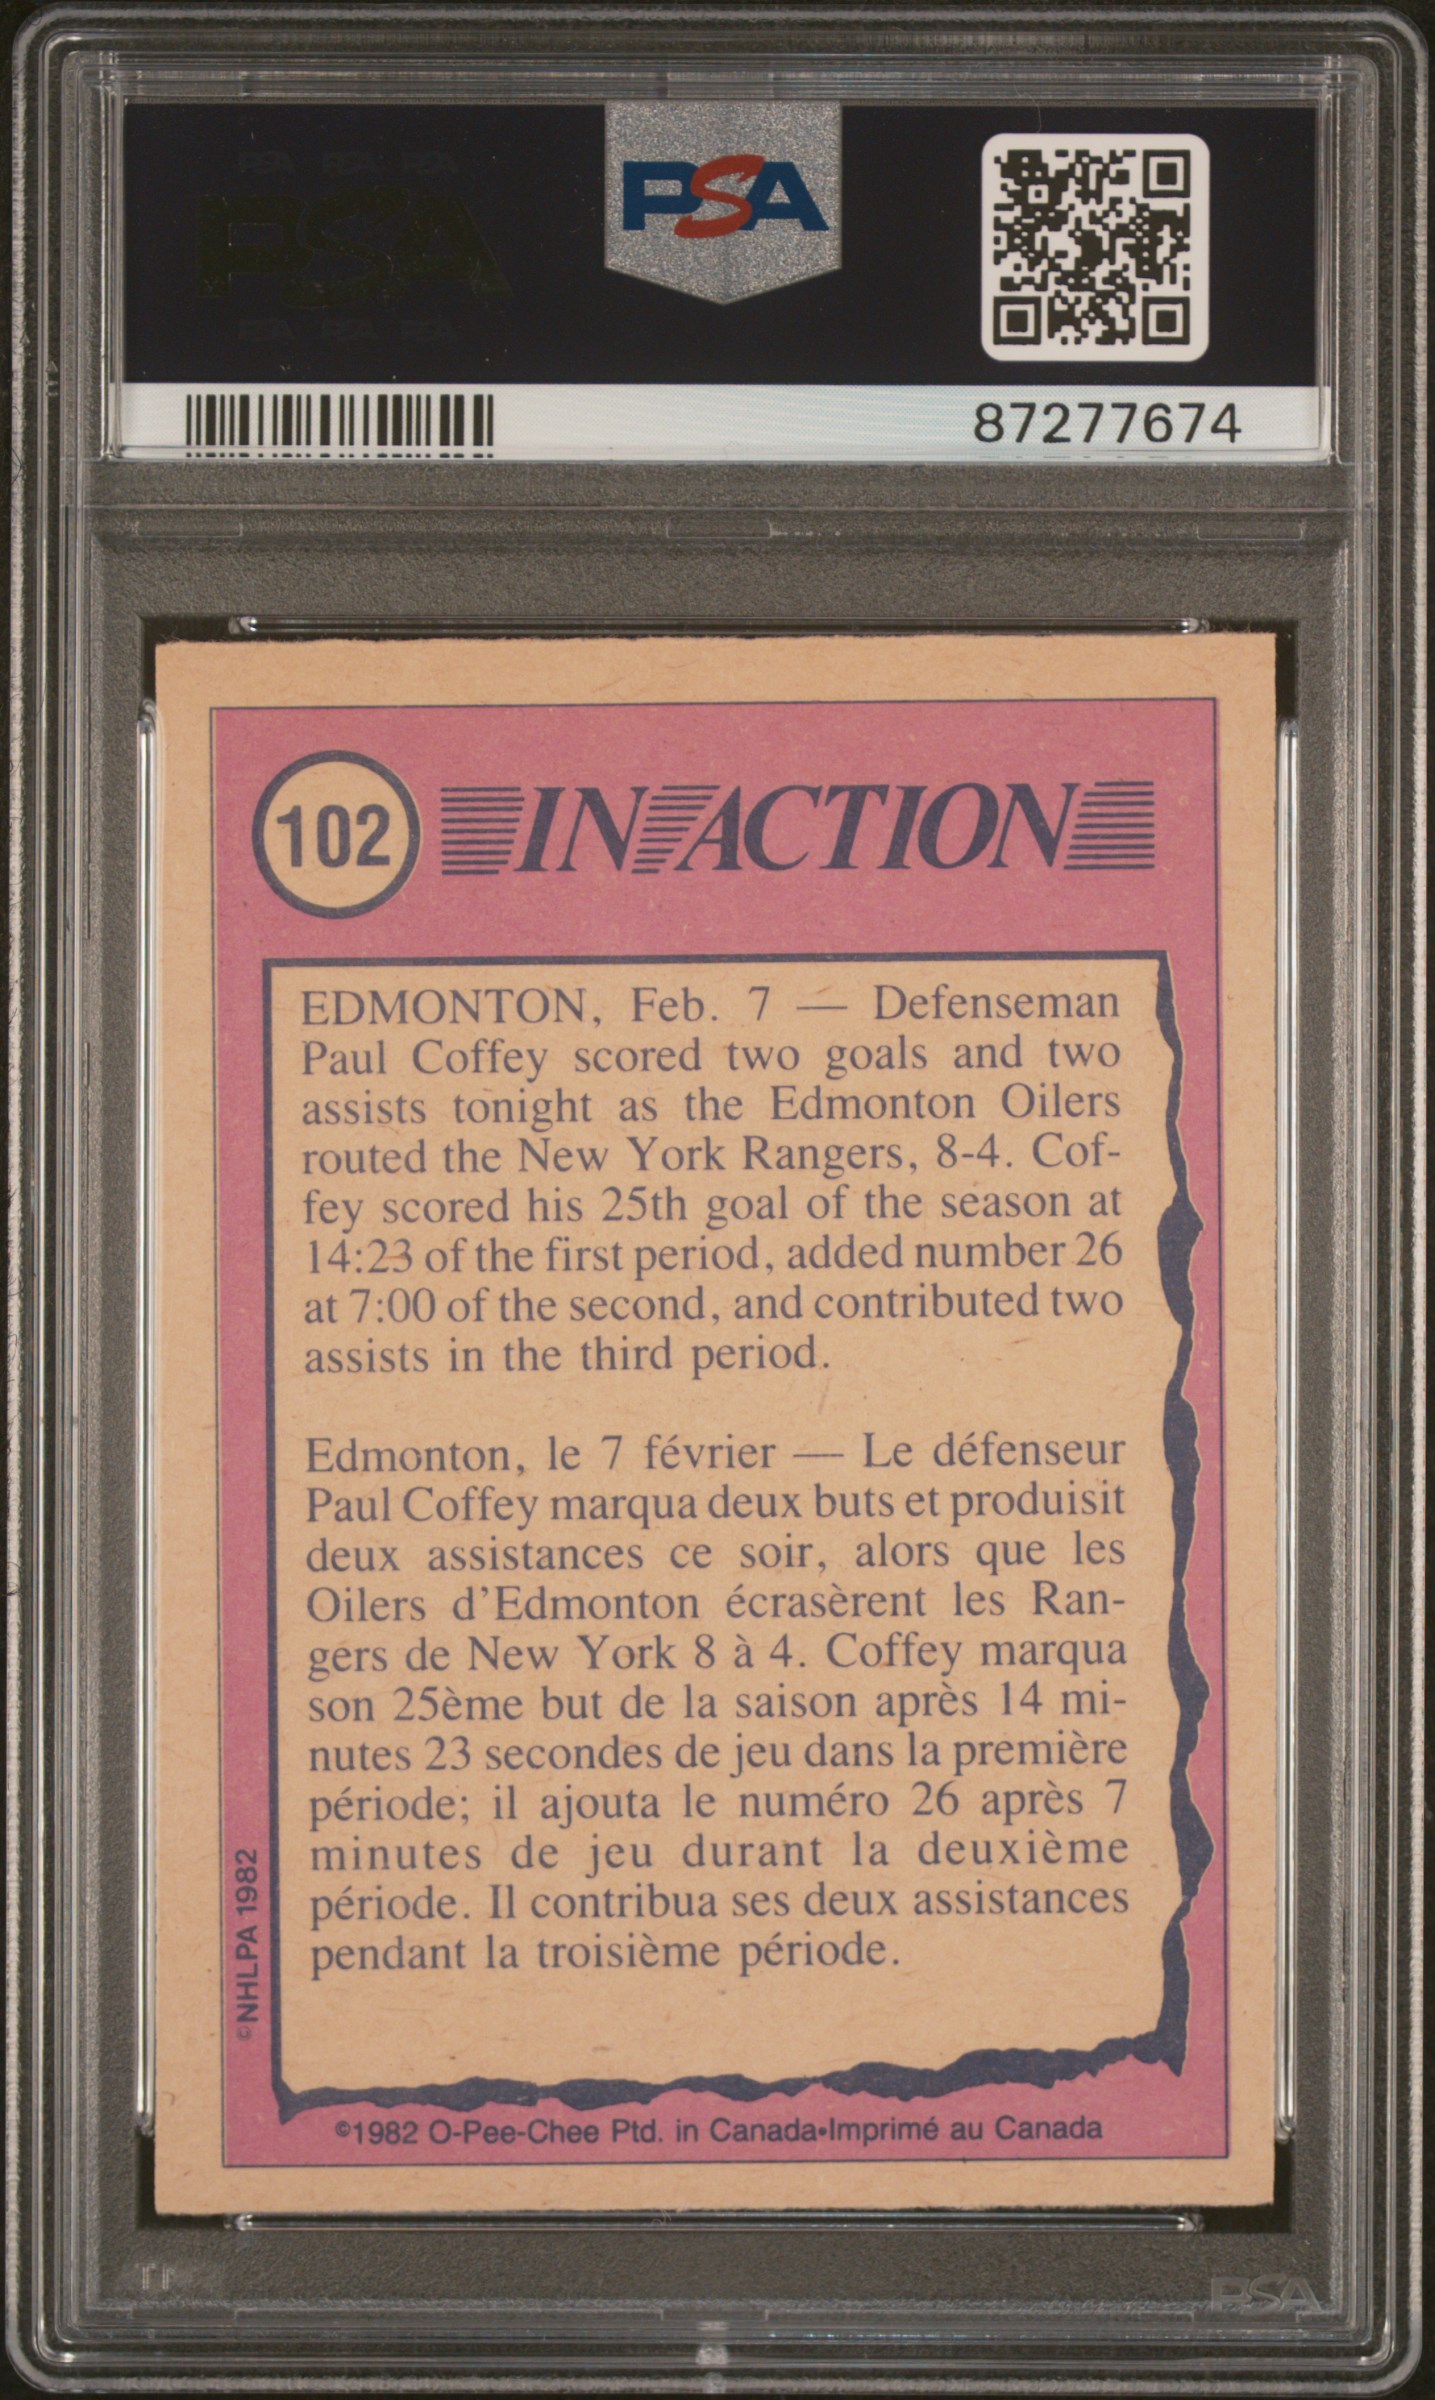 PSA
PSA
87277674
102 IN ACTION
EDMONTON, Feb. 7 — Defenseman
Paul Coffey scored two goals and two
assists tonight as the Edmonton Oilers
routed the New York Rangers, 8-4. Cof-
fey scored his 25th goal of the season at
14:23 of the first period, added number 26
at 7:00 of the second, and contributed two
assists in the third period.
Edmonton, le 7 février — Le défenseur
Paul Coffey marqua deux buts et produisit
deux assistances ce soir, alors que les
Oilers d'Edmonton écrasèrent les Ran-
gers de New York 8 à 4. Coffey marqua
son 25ème but de la saison après 14 mi-
nutes 23 secondes de jeu dans la première
période; il ajouta le numéro 26 après 7
minutes de jeu durant la deuxième
période. Il contribua ses deux assistances
pendant la troisième période.
©NHLPA 1982
©1982 O-Pee-Chee Ptd. in Canada•Imprimé au Canada
PSA